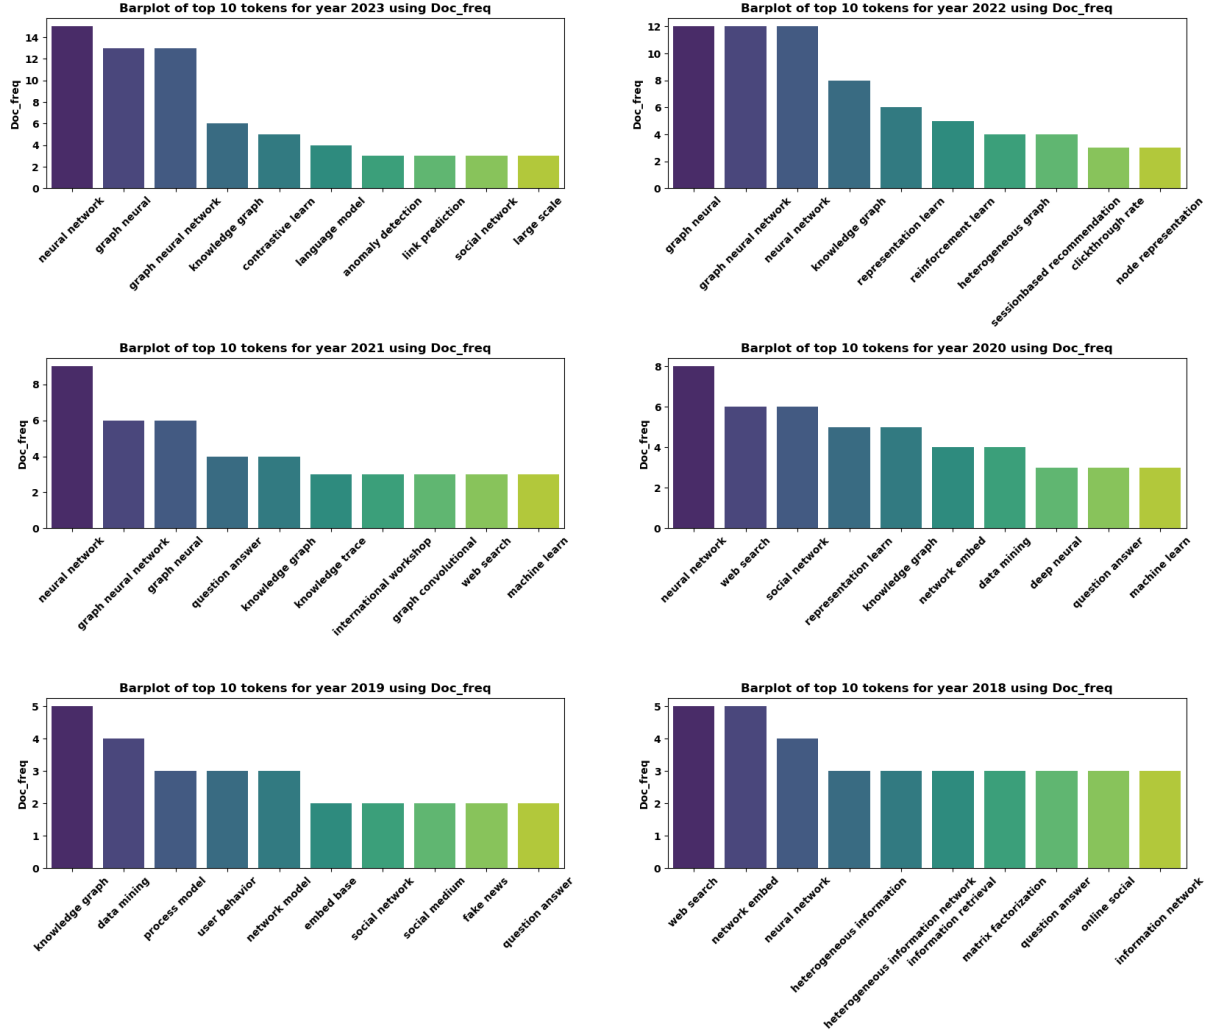 Barplot of top 10 tokens for year 2023 using Doc_freq
Doc_freq
14
12
10
8
6
4
2
0
neural network
graph neural
graph neural network
knowledge graph
contrastive learn
language model
anomaly detection
link prediction
social network
large scale
Barplot of top 10 tokens for year 2022 using Doc_freq
Doc_freq
12
10
8
6
4
2
0
graph neural
graph neural network
neural network
knowledge graph
representation learn
reinforcement learn
heterogeneous graph
sessionbased recommendation
clickthrough rate
node representation
Barplot of top 10 tokens for year 2021 using Doc_freq
Doc_freq
8
6
4
2
0
neural network
graph neural network
graph neural
question answer
knowledge graph
knowledge trace
international workshop
graph convolutional
web search
machine learn
Barplot of top 10 tokens for year 2020 using Doc_freq
Doc_freq
8
6
4
2
0
neural network
web search
social network
representation learn
knowledge graph
network embed
data mining
deep neural
question answer
machine learn
Barplot of top 10 tokens for year 2019 using Doc_freq
Doc_freq
5
4
3
2
1
0
knowledge graph
data mining
process model
user behavior
network model
embed base
social network
social medium
fake news
question answer
Barplot of top 10 tokens for year 2018 using Doc_freq
Doc_freq
5
4
3
2
1
0
web search
network embed
neural network
heterogeneous information
heterogeneous information network
information retrieval
matrix factorization
question answer
online social
information network